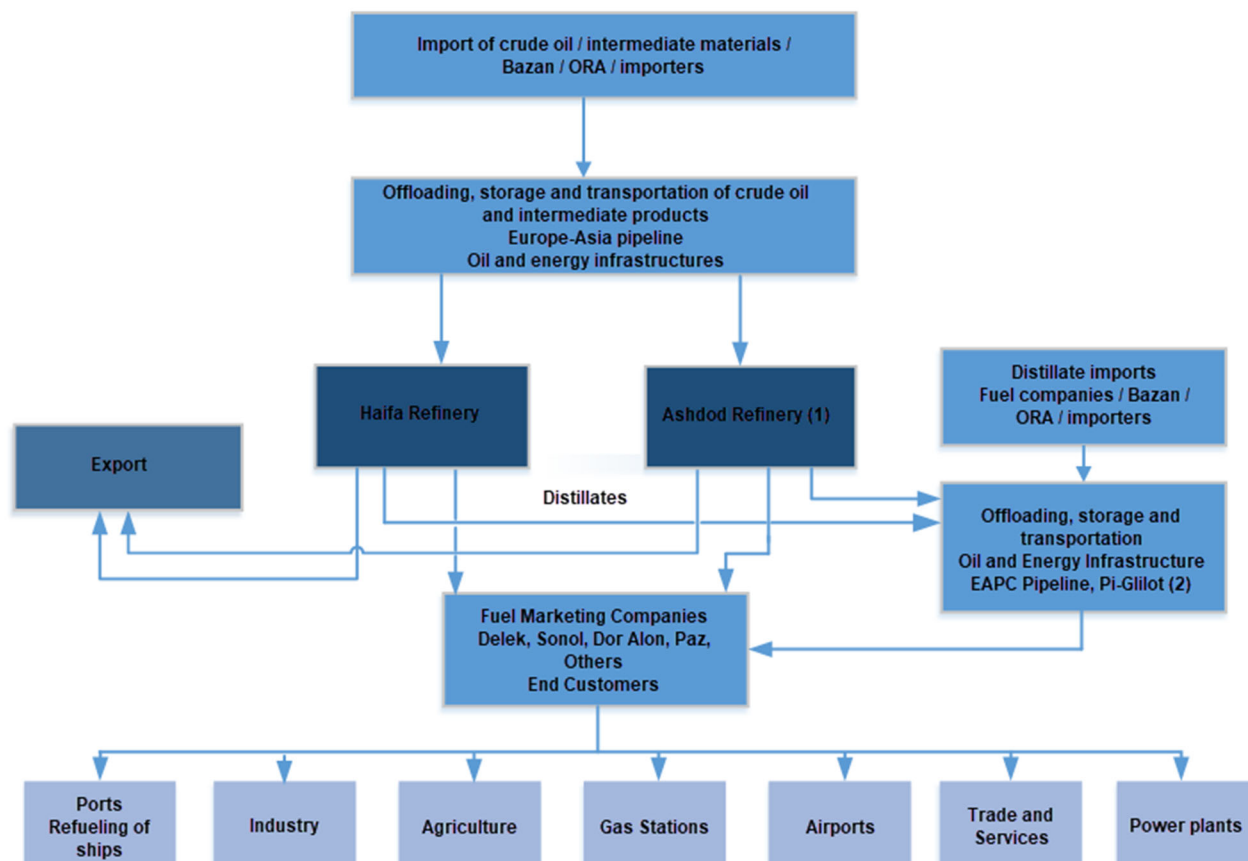 Import of crude oil / intermediate materials /
Bazan / ORA / importers
Offloading, storage and transportation of crude oil
and intermediate products
Europe-Asia pipeline
Oil and energy infrastructures
Haifa Refinery
Ashdod Refinery (1)
Distillate imports
Fuel companies / Bazan /
ORA / importers
Export
Distillates
Offloading, storage and
transportation
Oil and Energy Infrastructure
EAPC Pipeline, Pi-Glilot (2)
Fuel Marketing Companies
Delek, Sonol, Dor Alon, Paz,
Others
End Customers
Ports
Refueling of
ships
Industry
Agriculture
Gas Stations
Airports
Trade and
Services
Power plants